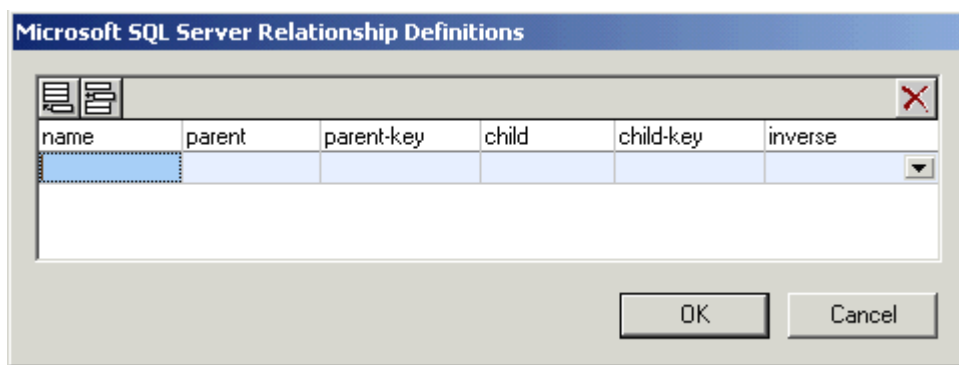 Microsoft SQL Server Relationship Definitions
name parent parent-key child child-key inverse
OK Cancel